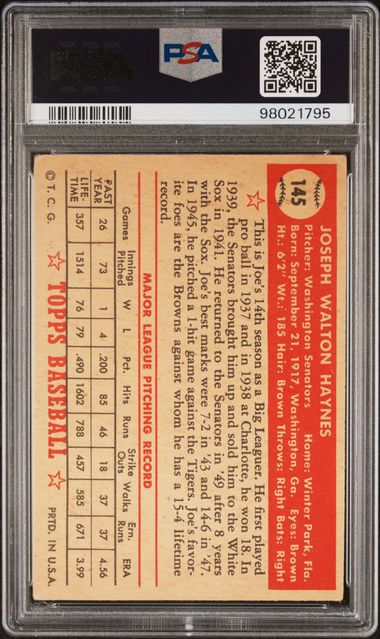 PSA
98021795
145
JOSEPH WALTON HAYNES
Pitcher: Washington Senators Home: Winter Park, Fla.
Born: September 21, 1917, Washington, Ga. Eyes: Brown
Ht.: 6'2" Wt.: 185 Hair: Brown Throws: Right Bats: Right
This is Joe's 14th season as a Big Leaguer. He first played
pro ball in 1937 and in 1938 at Charlotte, he won 18. In
1939, the Senators brought him up and sold him to the White
Sox in 1941. He returned to the Senators in '49 after 8 years
with the Sox. Joe's best marks were 7-2 in '43 and 14-6 in '47.
In 1945, he pitched a 1-hit game against the Tigers. Joe's favor-
ite foes are the Browns against whom he has a 15-4 lifetime
record.
MAJOR LEAGUE PITCHING RECORD
Games Innings Pitched W L Pct. Hits Runs Strike Outs Walks Ern. Runs ERA
PAST YEAR 26 73 1 4 .200 85 46 18 37 37 4.56
LIFE TIME 357 1514 76 79 .490 1602 788 457 585 671 3.99
© T. C. G. TOPPS BASEBALL PRTD. IN U.S.A.